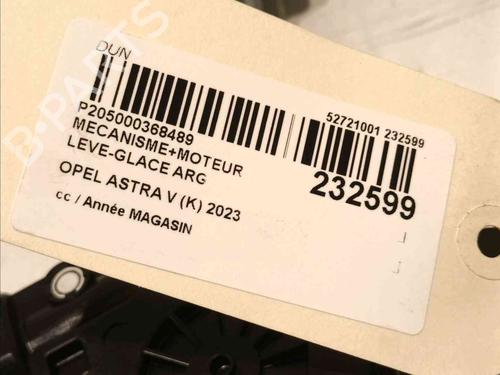 DUN
P205000368489
MECANISME+MOTEUR
LEVE-GLACE ARG
OPEL ASTRA V (K) 2023
cc / Année MAGASIN
52721001 232599
232599
B-PARTS